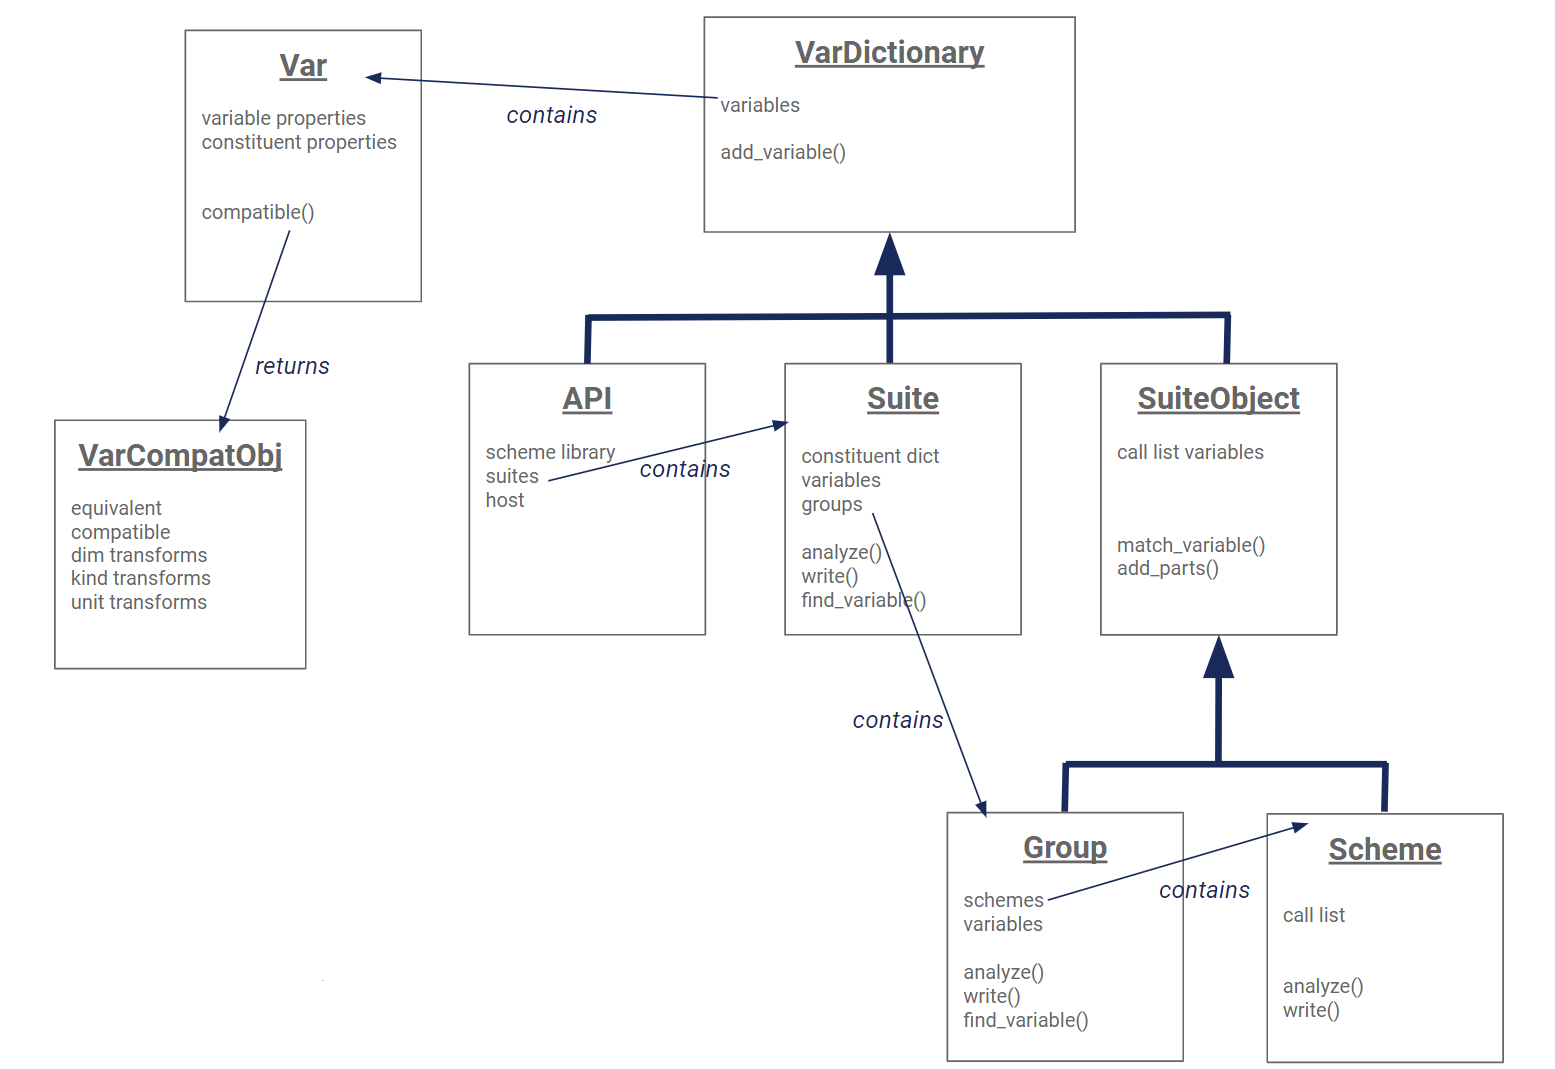 Var
variable properties
constituent properties
compatible()
contains
VarDictionary
variables
add_variable()
returns
VarCompatObj
equivalent
compatible
dim transforms
kind transforms
unit transforms
API
scheme library
suites
host
contains
Suite
constituent dict
variables
groups
analyze()
write()
find_variable()
SuiteObject
call list variables
match_variable()
add_parts()
contains
Group
schemes
variables
analyze()
write()
find_variable()
contains
Scheme
call list
analyze()
write()